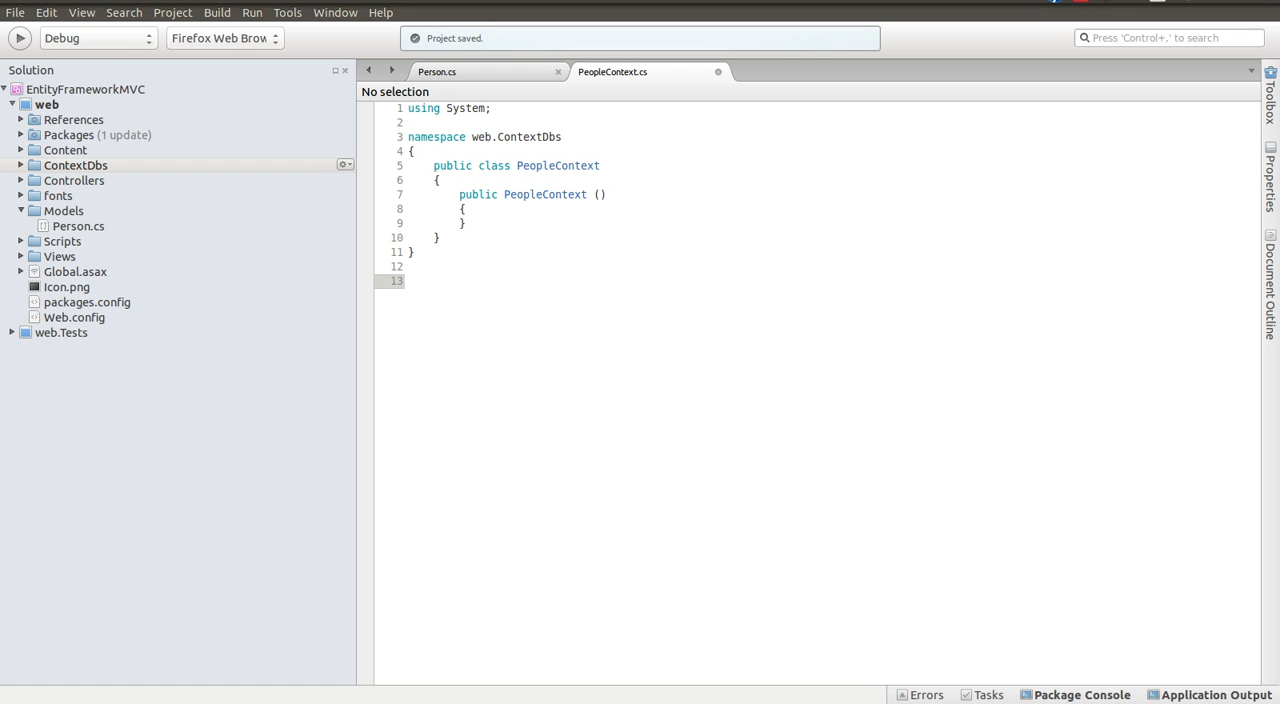 File Edit View Search Project Build Run Tools Window Help
Debug Firefox Web Brow Project saved. Press 'Control+,' to search
Solution
EntityFrameworkMVC
web
References
Packages (1 update)
Content
ContextDbs
Controllers
fonts
Models
Person.cs
Scripts
Views
Global.asax
Icon.png
packages.config
Web.config
web.Tests
Person.cs PeopleContext.cs
No selection
1 using System;
2
3 namespace web.ContextDbs
4 {
5 public class PeopleContext
6 {
7 public PeopleContext ()
8 {
9 }
10 }
11 }
12
13
Toolbox
Properties
Document Outline
Errors Tasks Package Console Application Output